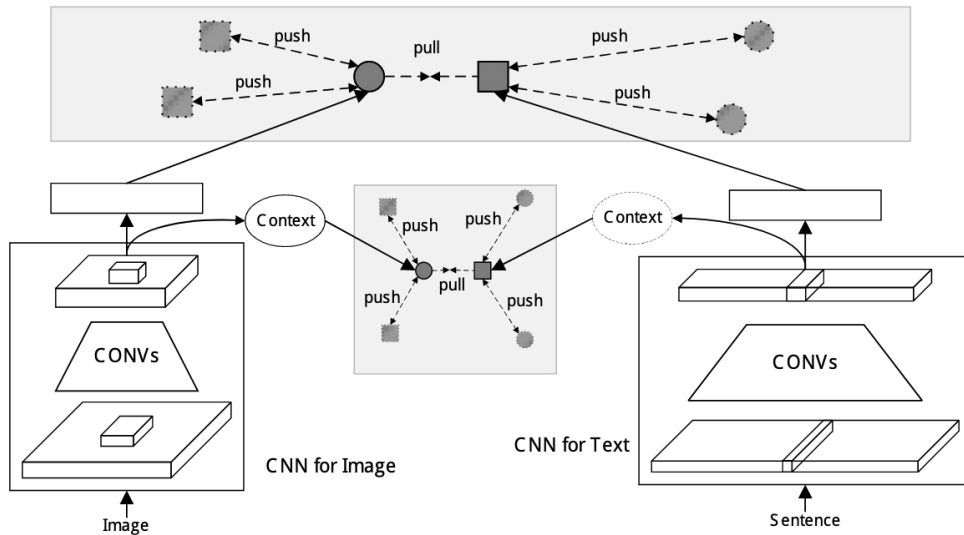 push
push
pull
push
push
Context
push
push
pull
push
push
Context
CONVs
CONVs
CNN for Image
CNN for Text
Image
Sentence